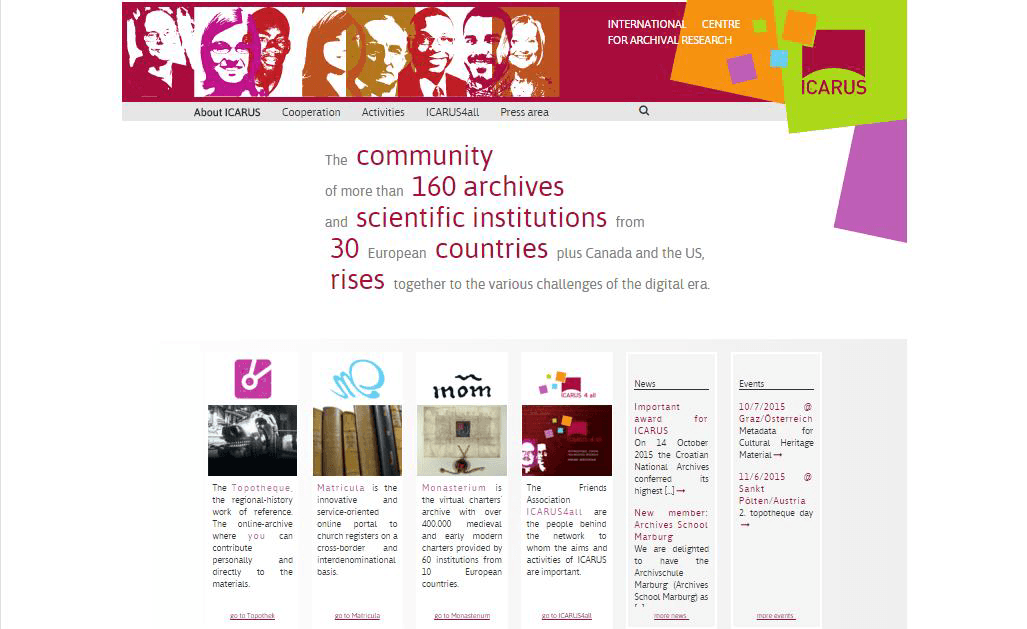 INTERNATIONAL CENTRE
FOR ARCHIVAL RESEARCH
ICARUS
About ICARUS
Cooperation
Activities
ICARUS4all
Press area
The community
of more than 160 archives
and scientific institutions from
30 European countries plus Canada and the US,
rises together to the various challenges of the digital era.
The Topotheque,
the regional-history
work of reference.
The online-archive
where you can
contribute
personally and
directly to the
materials.
go to Topothek
Matricula is the
innovative and
service-oriented
online portal to
church registers on a
cross-border and
interdenominational
basis.
go to Matricula
mom
Monasterium is
the virtual charters'
archive with over
400.000 medieval
and early modern
charters provided by
60 institutions from
10 European
countries.
go to Monasterium
ICARUS 4 all
The Friends
Association
ICARUS4all are
the people behind
the network to
whom the aims and
activities of ICARUS
are important.
go to ICARUS4all
News
Important
award for
ICARUS
On 14 October
2015 the Croatian
National Archives
conferred its
highest [...] →
New member:
Archives School
Marburg
We are delighted
to have the
Archivschule
Marburg (Archives
School Marburg) as
more news
Events
10/7/2015 @
Graz/Österreich
Metadata for
Cultural Heritage
Material →
11/6/2015 @
Sankt
Pölten/Austria
2. topotheque day
→
more events